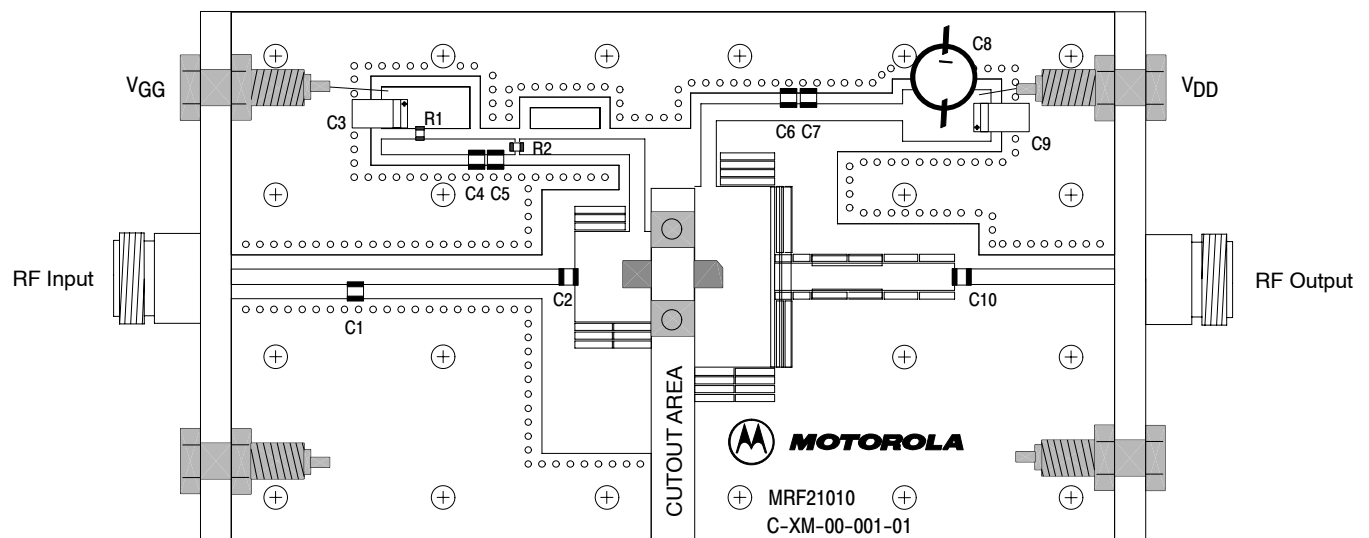 C8
VGG
VDD
C3
R1
C6 C7
C9
R2
C4 C5
RF Input
C2
C10
RF Output
C1
CUTOUT AREA
MOTOROLA
MRF21010
C-XM-00-001-01